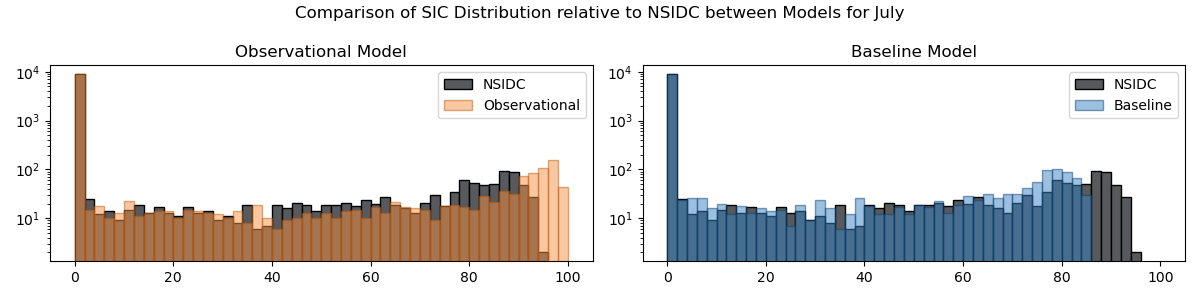 Comparison of SIC Distribution relative to NSIDC between Models for July
Observational Model
10⁴
10³
10²
10¹
0 20 40 60 80 100
NSIDC
Observational
Baseline Model
10⁴
10³
10²
10¹
0 20 40 60 80 100
NSIDC
Baseline